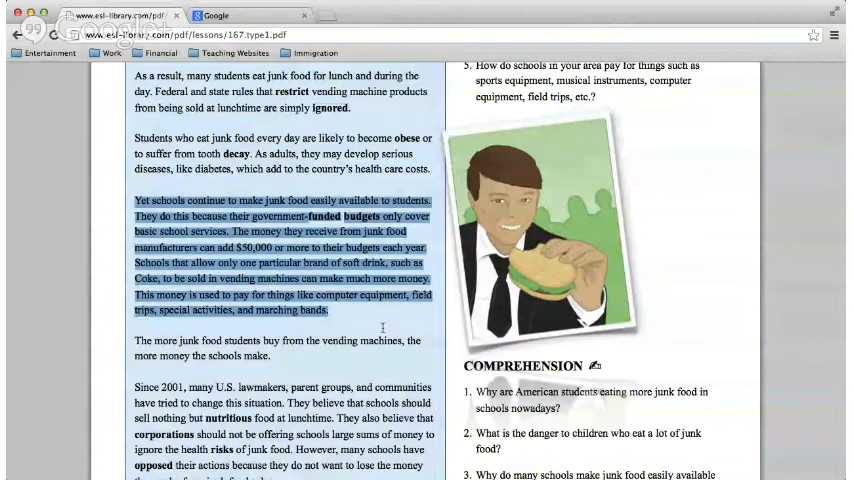 www.esl-library.com/pdf/
Google
Google+
www.esl-library.com/pdf/lessons/167.type1.pdf
Entertainment
Work
Financial
Teaching Websites
Immigration
As a result, many students eat junk food for lunch and during the
day. Federal and state rules that restrict vending machine products
from being sold at lunchtime are simply ignored.
Students who eat junk food every day are likely to become obese or
to suffer from tooth decay. As adults, they may develop serious
diseases, like diabetes, which add to the country's health care costs.
Yet schools continue to make junk food easily available to students.
They do this because their government-funded budgets only cover
basic school services. The money they receive from junk food
manufacturers can add $50,000 or more to their budgets each year.
Schools that allow only one particular brand of soft drink, such as
Coke, to be sold in vending machines can make much more money.
This money is used to pay for things like computer equipment, field
trips, special activities, and marching bands.
The more junk food students buy from the vending machines, the
more money the schools make.
Since 2001, many U.S. lawmakers, parent groups, and communities
have tried to change this situation. They believe that schools should
sell nothing but nutritious food at lunchtime. They also believe that
corporations should not be offering schools large sums of money to
ignore the health risks of junk food. However, many schools have
opposed their actions because they do not want to lose the money
5. How do schools in your area pay for things such as
sports equipment, musical instruments, computer
equipment, field trips, etc.?
COMPREHENSION
1. Why are American students eating more junk food in
schools nowadays?
2. What is the danger to children who eat a lot of junk
food?
3. Why do many schools make junk food easily available